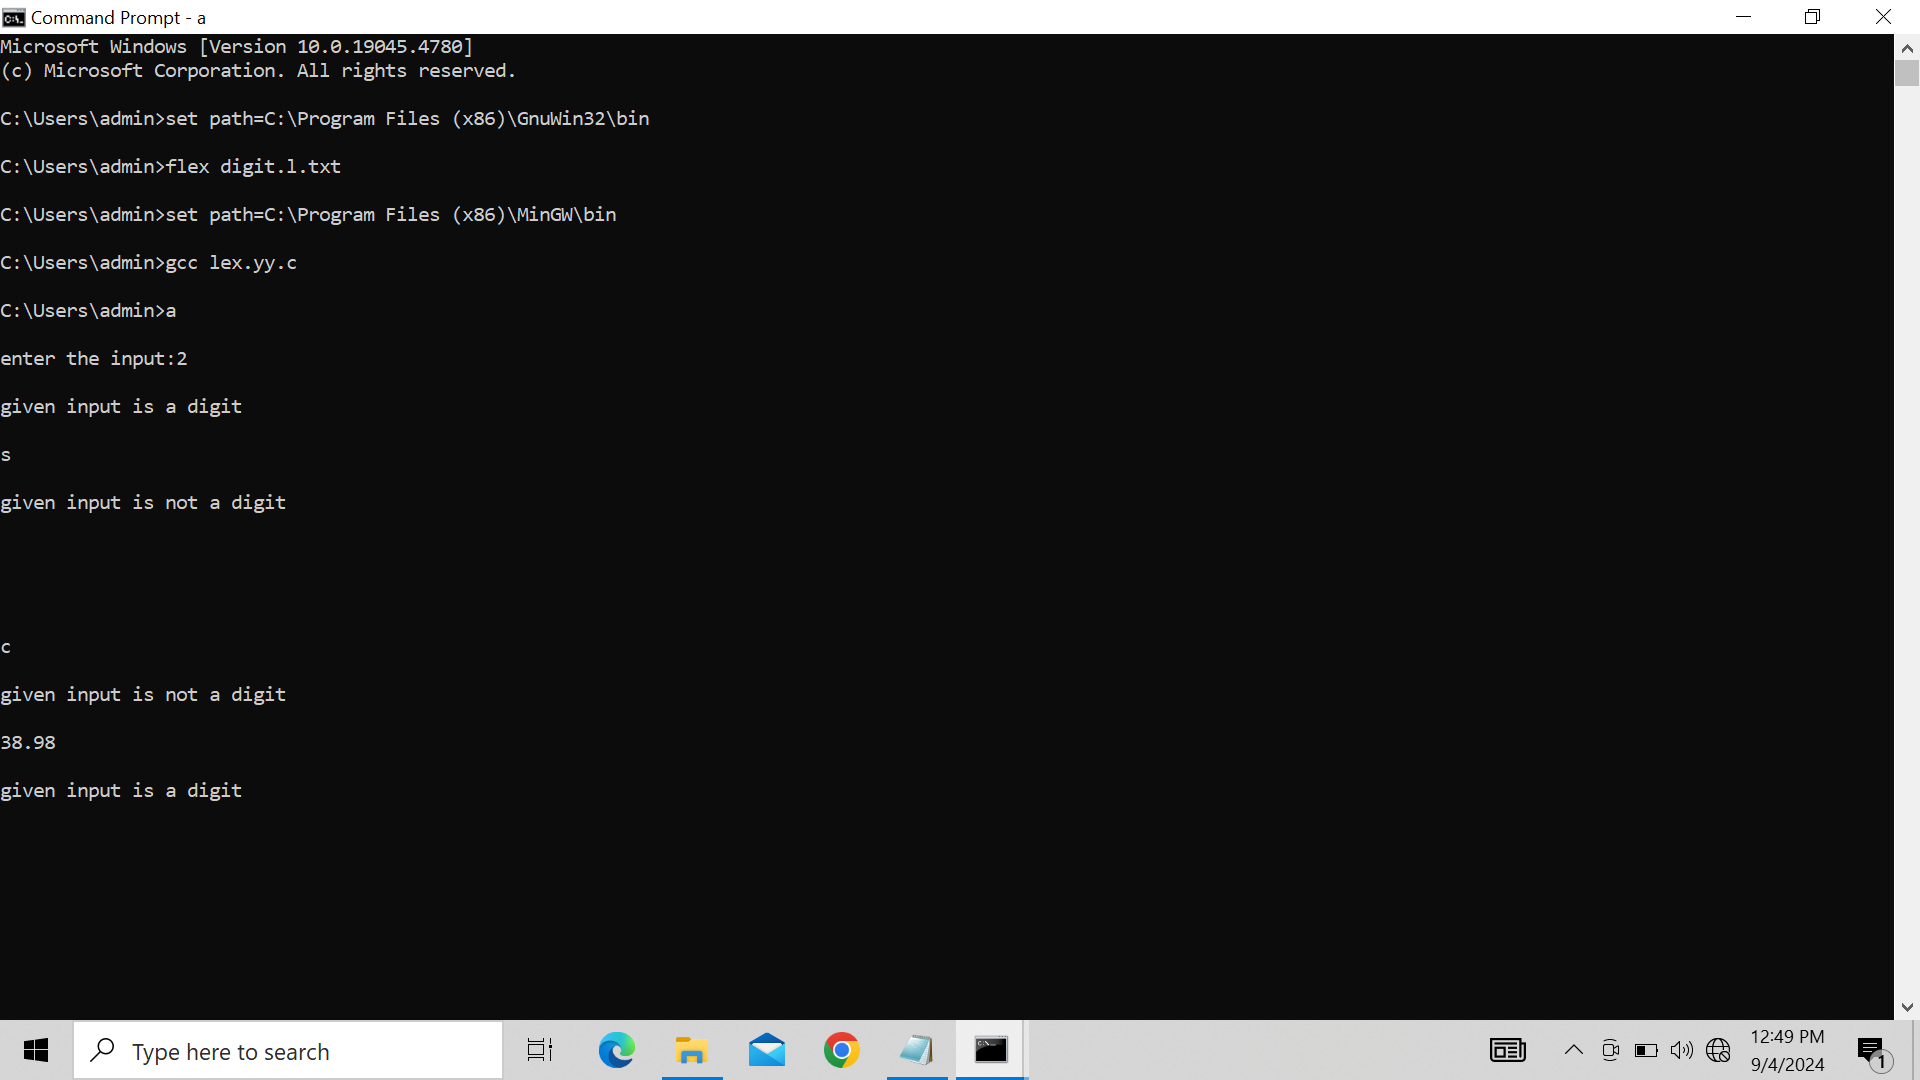 Command Prompt - a
Microsoft Windows [Version 10.0.19045.4780]
(c) Microsoft Corporation. All rights reserved.
C:\Users\admin>set path=C:\Program Files (x86)\GnuWin32\bin
C:\Users\admin>flex digit.l.txt
C:\Users\admin>set path=C:\Program Files (x86)\MinGW\bin
C:\Users\admin>gcc lex.yy.c
C:\Users\admin>a
enter the input:2
given input is a digit
s
given input is not a digit
c
given input is not a digit
38.98
given input is a digit
Type here to search
12:49 PM
9/4/2024
1